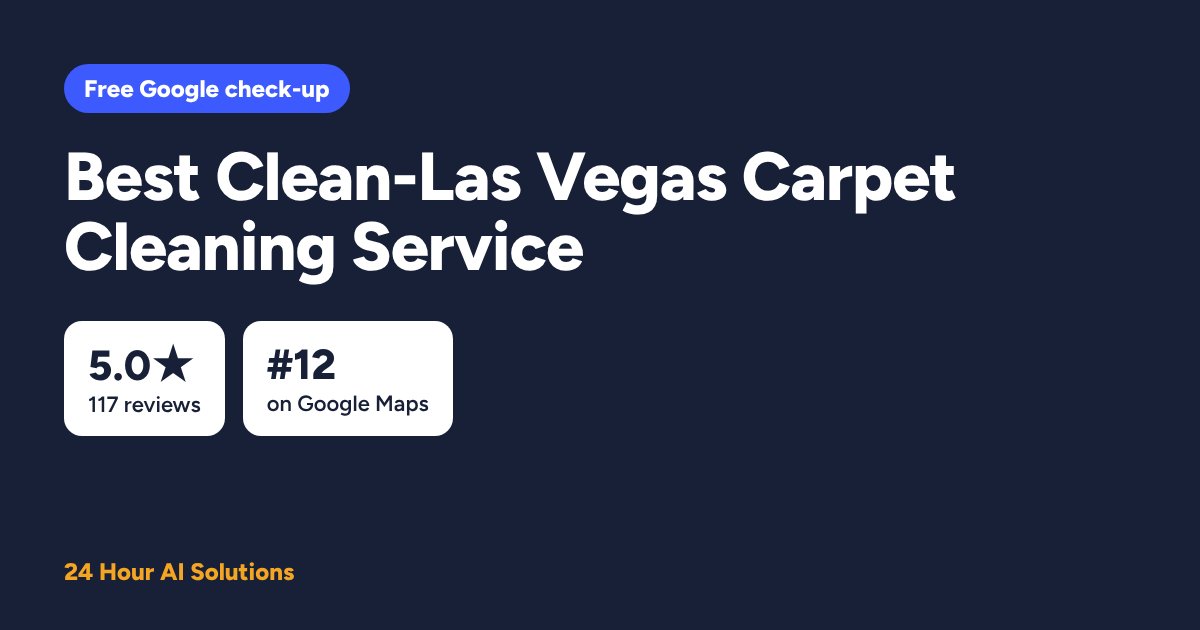 Free Google check-up
Best Clean-Las Vegas Carpet
Cleaning Service
5.0★
117 reviews
#12
on Google Maps
24 Hour AI Solutions